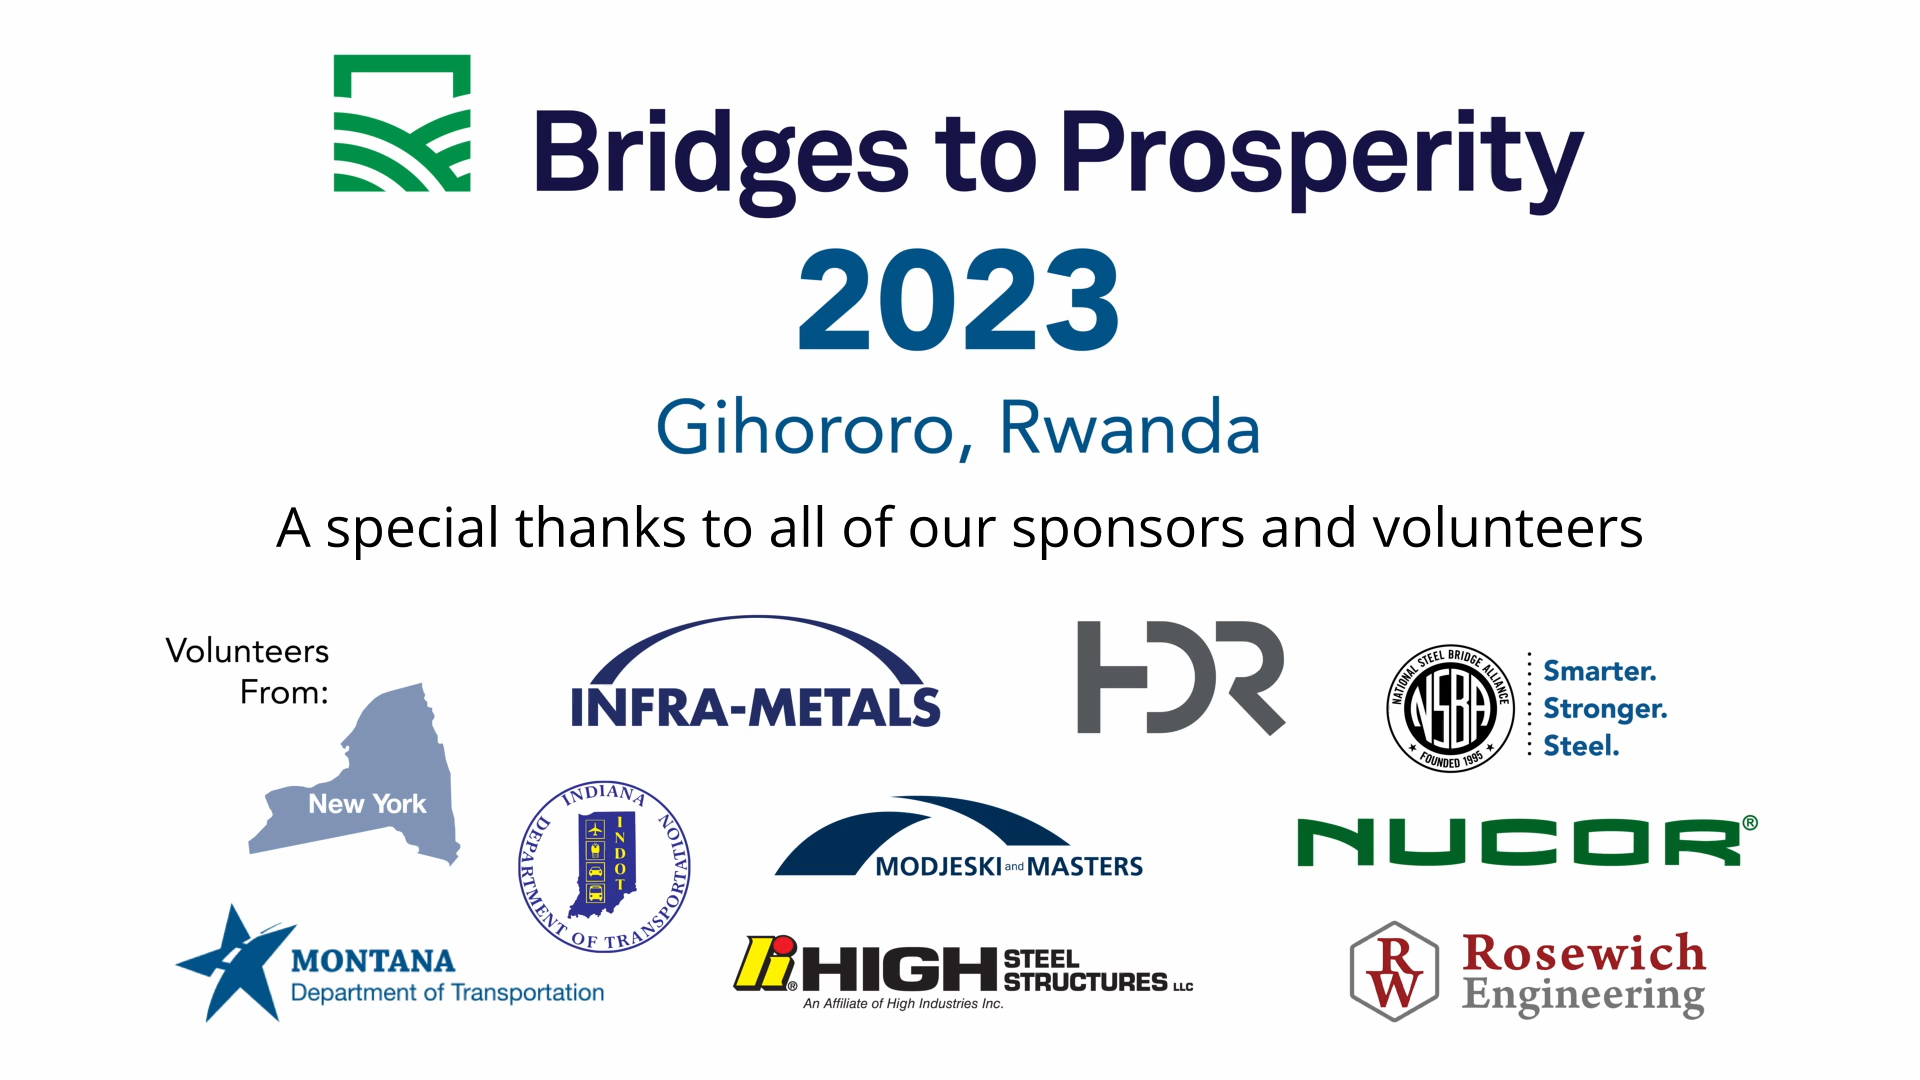 Bridges to Prosperity
2023
Gihororo, Rwanda
A special thanks to all of our sponsors and volunteers
Volunteers
From:
New York
INFRA-METALS
HDR
NATIONAL STEEL BRIDGE ALLIANCE
NSBA
FOUNDED 1995
Smarter.
Stronger.
Steel.
INDIANA
DEPARTMENT OF TRANSPORTATION
INDOT
MODJESKI and MASTERS
NUCOR®
MONTANA
Department of Transportation
®
HIGH STEEL
STRUCTURES LLC
An Affiliate of High Industries Inc.
RW
Rosewich
Engineering